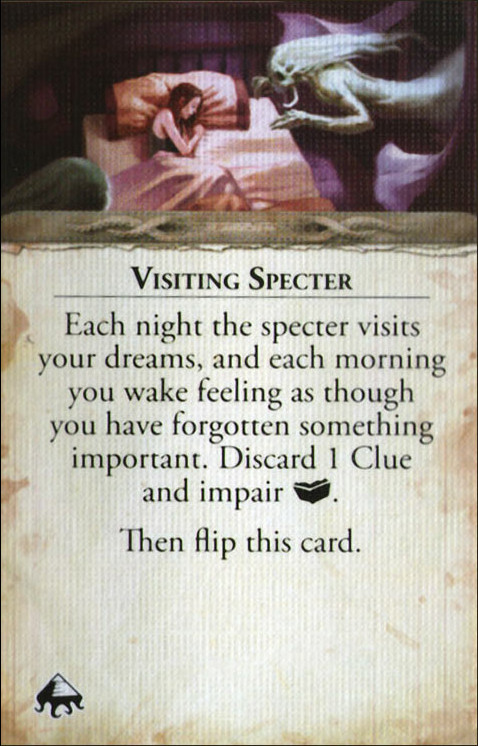 Visiting Specter
Each night the specter visits
your dreams, and each morning
you wake feeling as though
you have forgotten something
important. Discard 1 Clue
and impair .
Then flip this card.